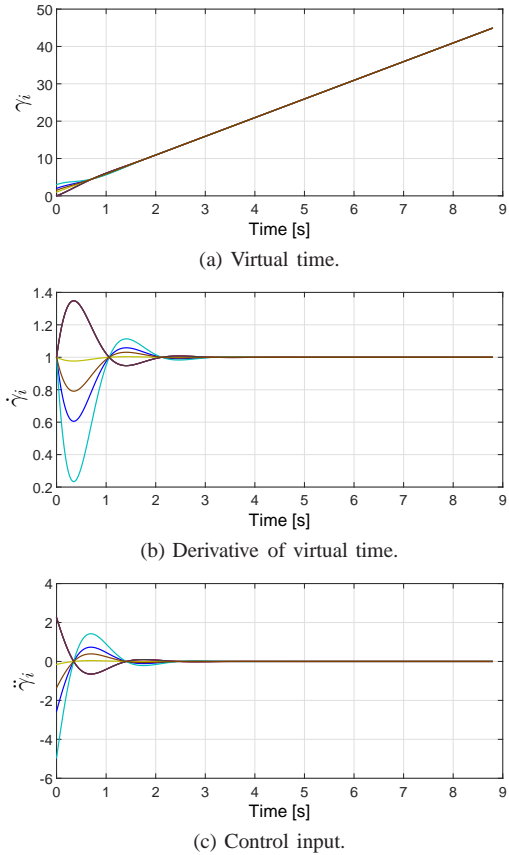 50
40
30
20
10
0
γᵢ
0 1 2 3 4 5 6 7 8 9
Time [s]
(a) Virtual time.
1.4
1.2
1
0.8
0.6
0.4
0.2
γ̇ᵢ
0 1 2 3 4 5 6 7 8 9
Time [s]
(b) Derivative of virtual time.
4
2
0
-2
-4
-6
γ̈ᵢ
0 1 2 3 4 5 6 7 8 9
Time [s]
(c) Control input.